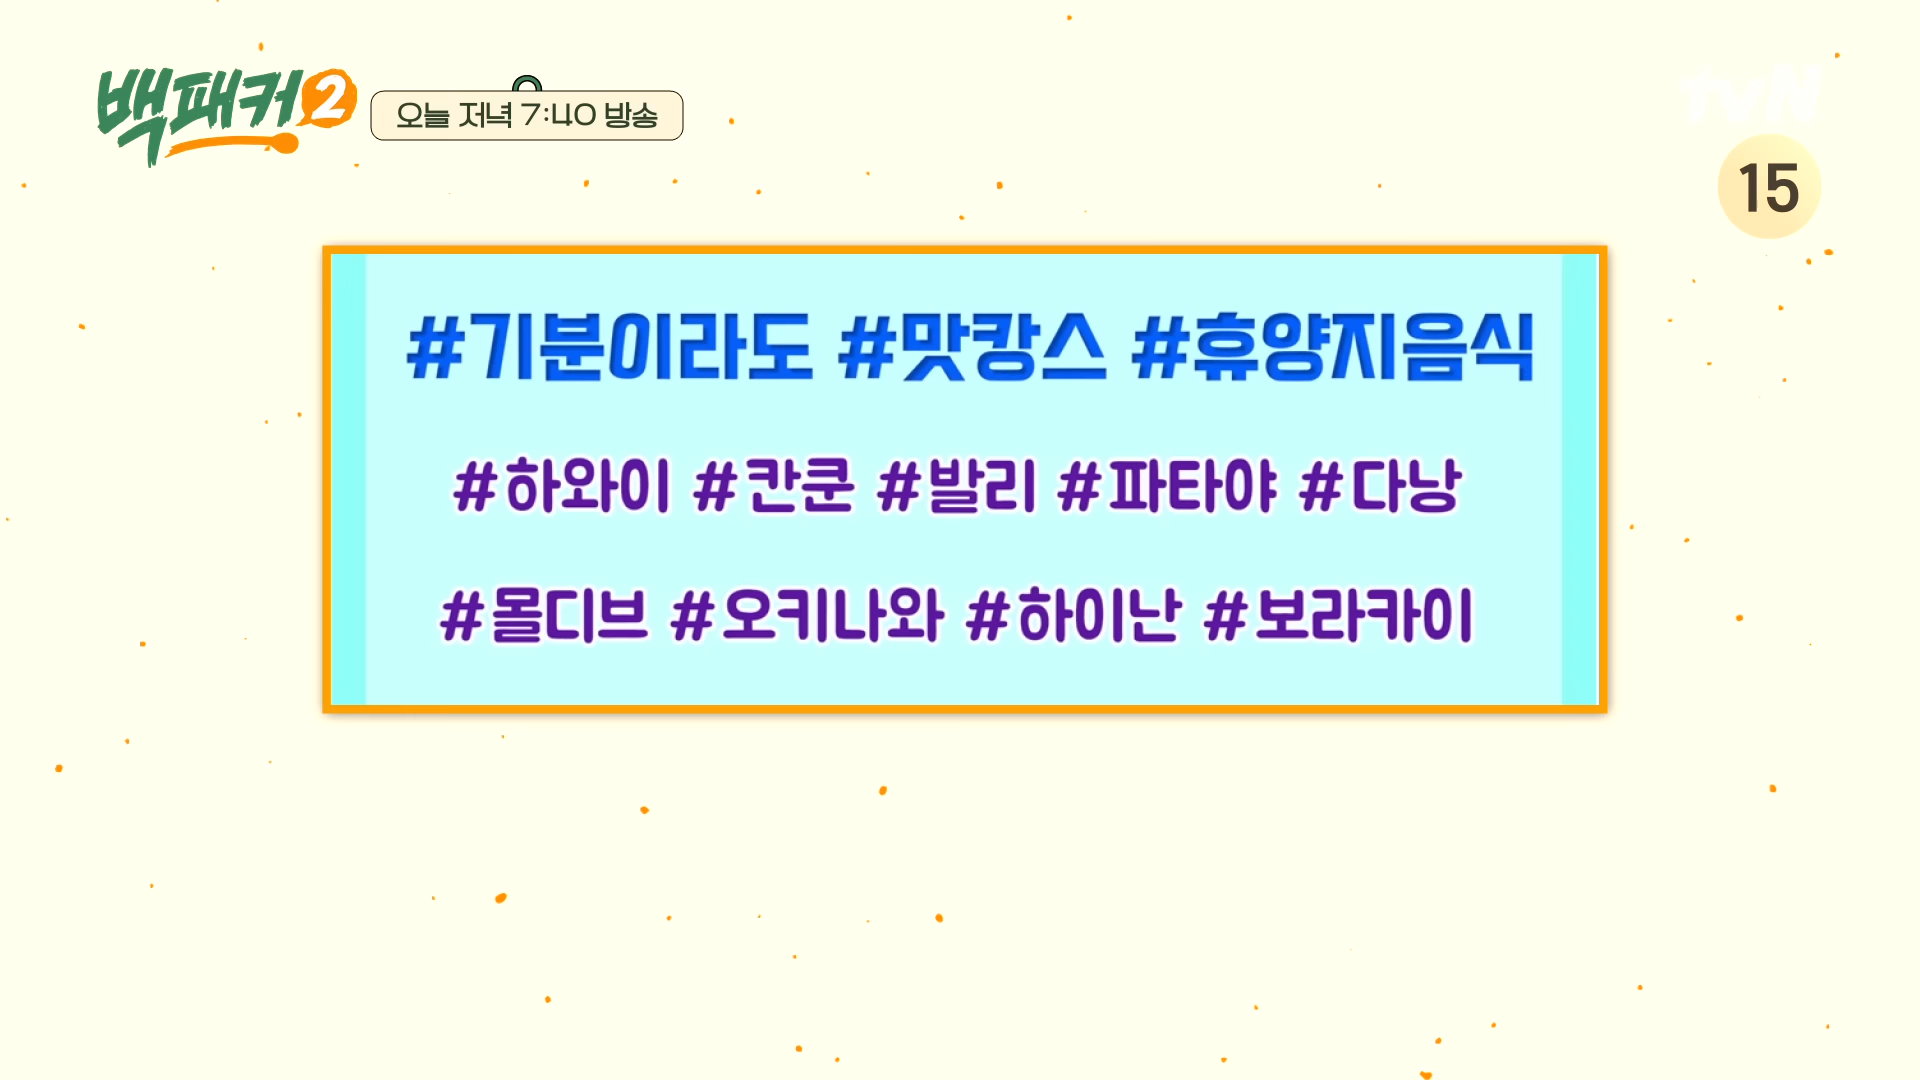 백패커2
오늘 저녁 7:40 방송
tvN
15
#기분이라도 #맛캉스 #휴양지음식
#하와이 #칸쿤 #발리 #파타야 #다낭
#몰디브 #오키나와 #하이난 #보라카이